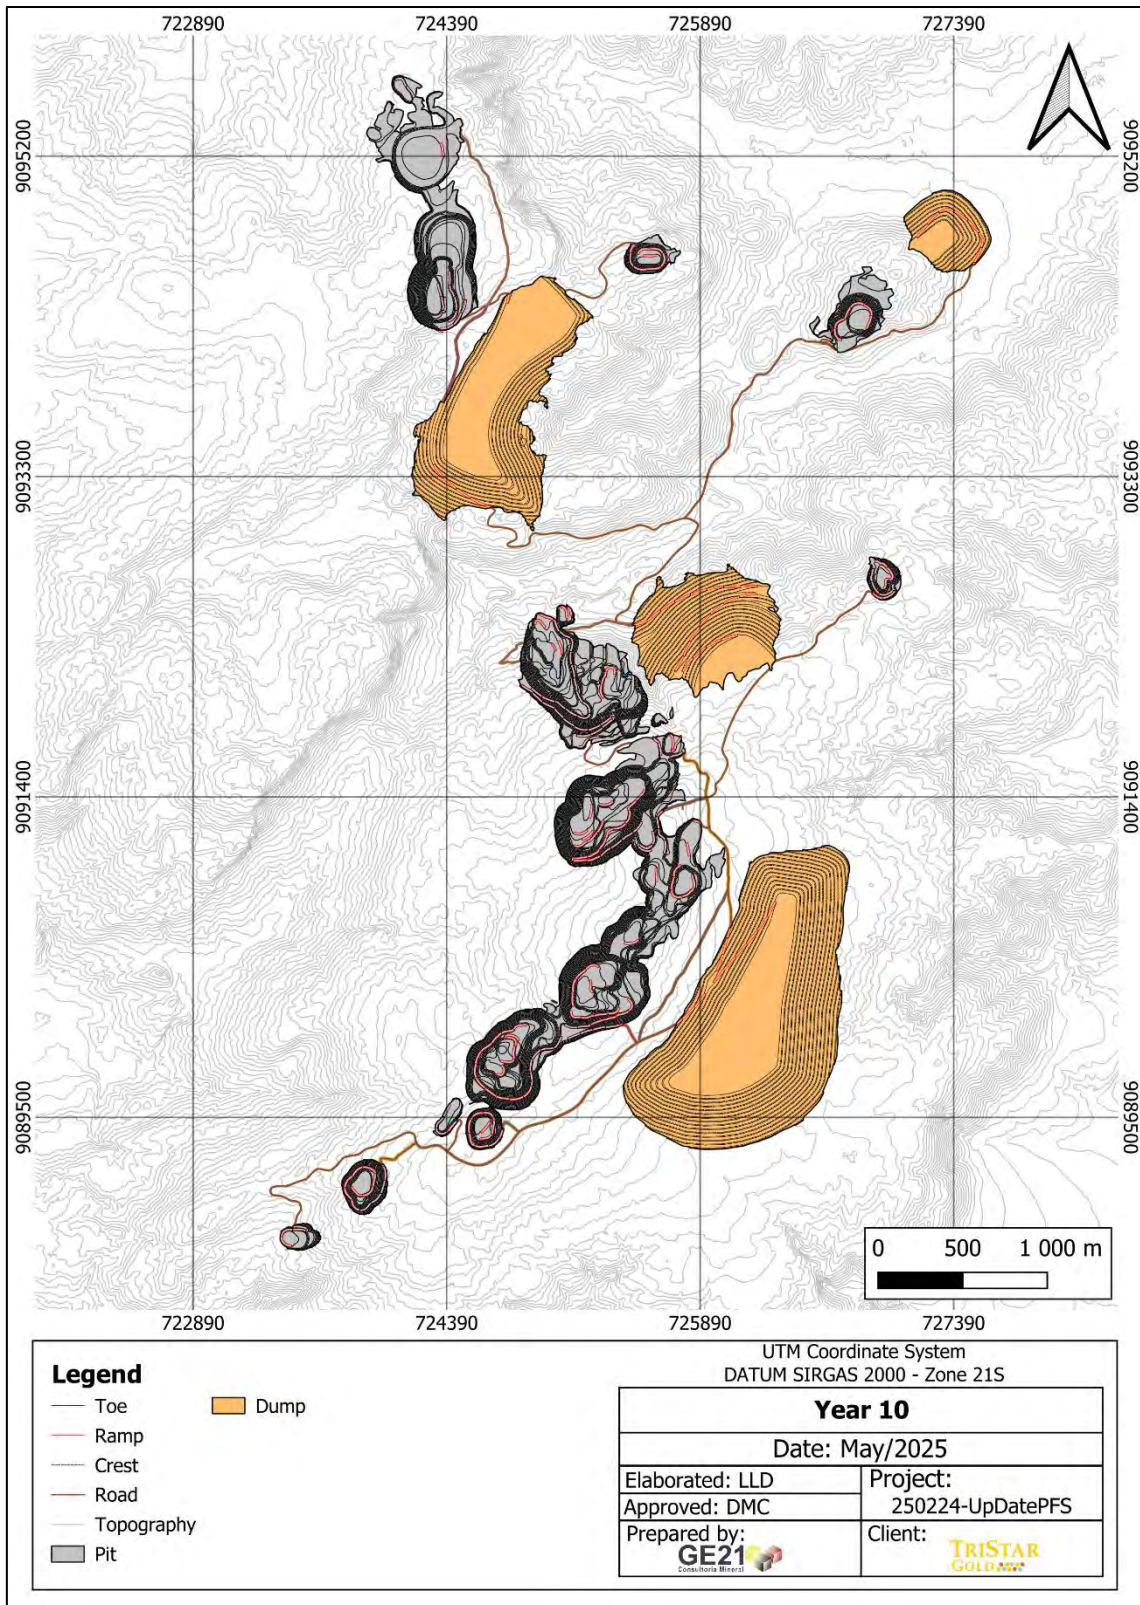 722890 724390 725890 727390
9095200 9095200
9093300 9093300
9091400 9091400
9089500 9089500
0 500 1 000 m
722890 724390 725890 727390
Legend
Toe
Ramp
Crest
Road
Topography
Pit
Dump
UTM Coordinate System
DATUM SIRGAS 2000 - Zone 21S
Year 10
Date: May/2025
Elaborated: LLD
Approved: DMC
Project:
250224-UpDatePFS
Prepared by:
GE21
Consultoria Mineral
Client:
TRISTAR
GOLD